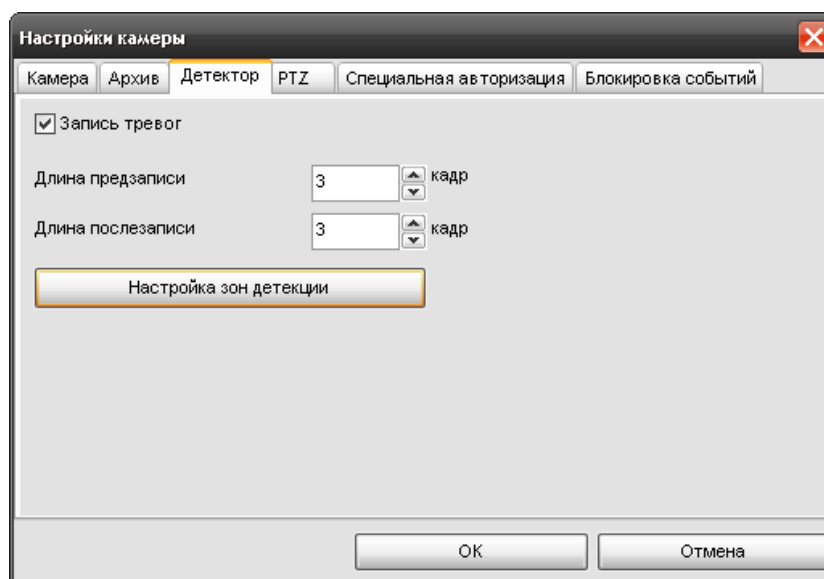 Настройки камеры
Камера Архив Детектор PTZ Специальная авторизация Блокировка событий
Запись тревог
Длина предзаписи 3 кадр
Длина послезаписи 3 кадр
Настройка зон детекции
OK Отмена